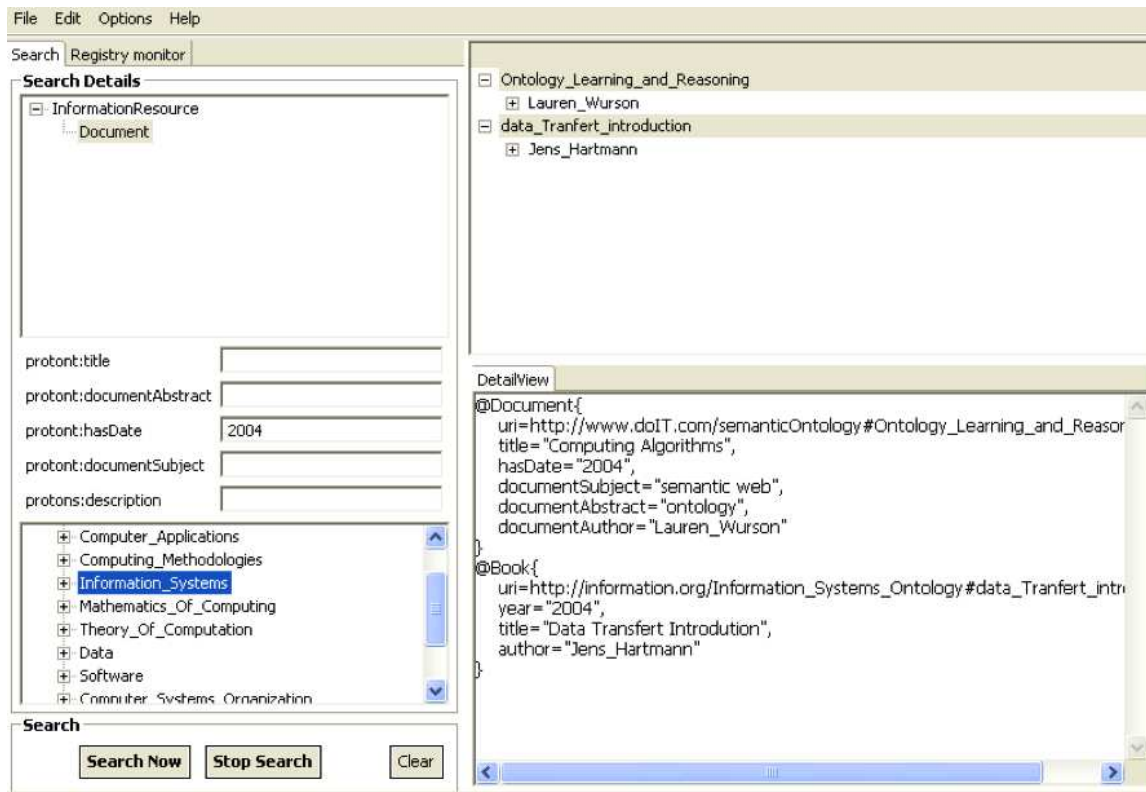 File Edit Options Help
Search Registry monitor
Search Details
InformationResource
Document
protont:title
protont:documentAbstract
protont:hasDate 2004
protont:documentSubject
protons:description
Computer_Applications
Computing_Methodologies
Information_Systems
Mathematics_Of_Computing
Theory_Of_Computation
Data
Software
Computer_Systems_Organization
Search
Search Now Stop Search Clear
Ontology_Learning_and_Reasoning
Lauren_Wurson
data_Tranfert_introduction
Jens_Hartmann
DetailView
@Document{
uri=http://www.doIT.com/semanticOntology#Ontology_Learning_and_Reasor
title="Computing Algorithms",
hasDate="2004",
documentSubject="semantic web",
documentAbstract="ontology",
documentAuthor="Lauren_Wurson"
}
@Book{
uri=http://information.org/Information_Systems_Ontology#data_Tranfert_intr
year="2004",
title="Data Transfert Introdution",
author="Jens_Hartmann"
}